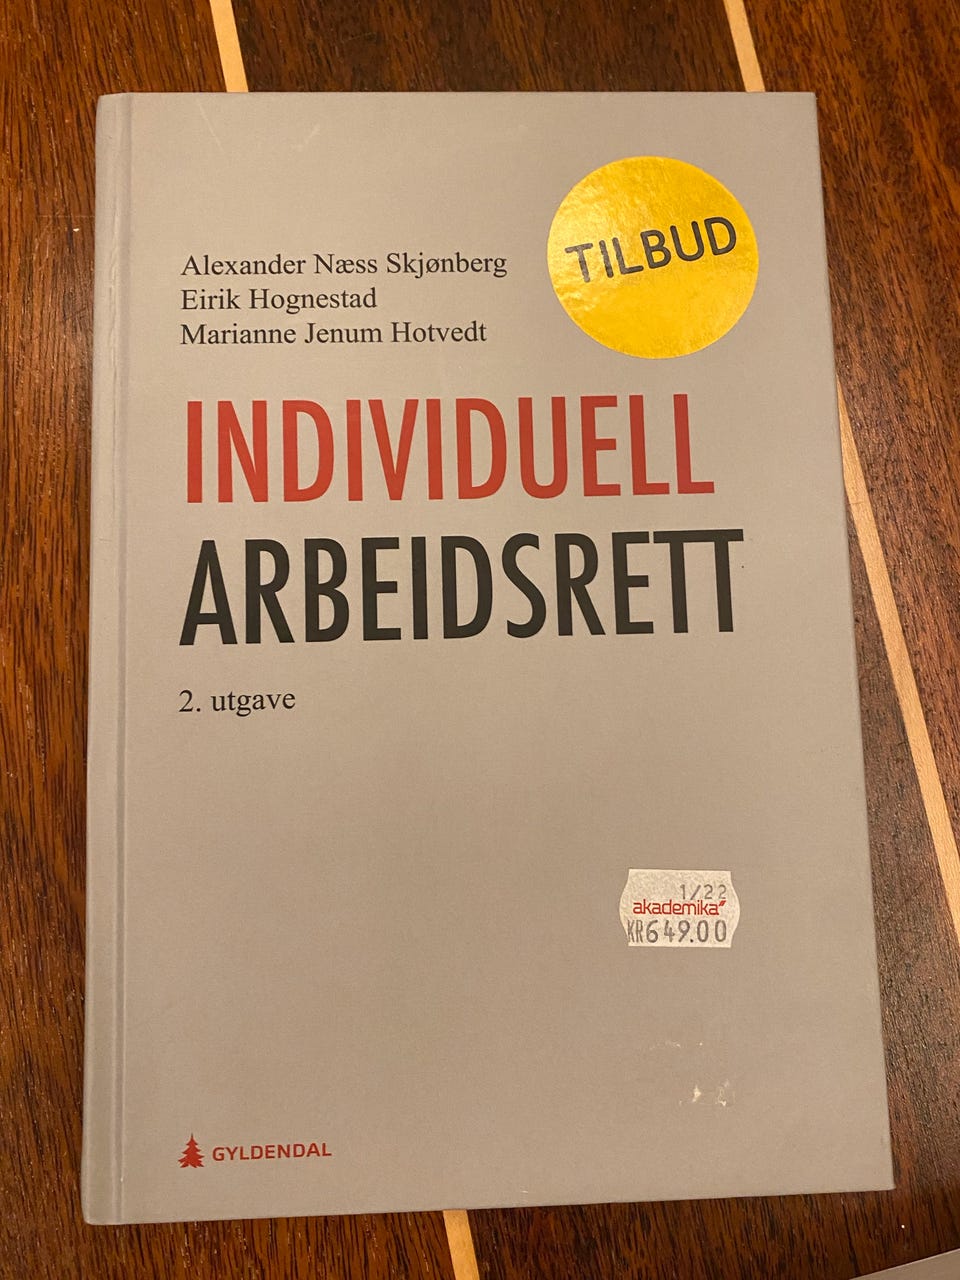 TILBUD
Alexander Næss Skjønberg
Eirik Hognestad
Marianne Jenum Hotvedt
INDIVIDUELL
ARBEIDSRETT
2. utgave
1/22
akademika
KR649.00
GYLDENDAL